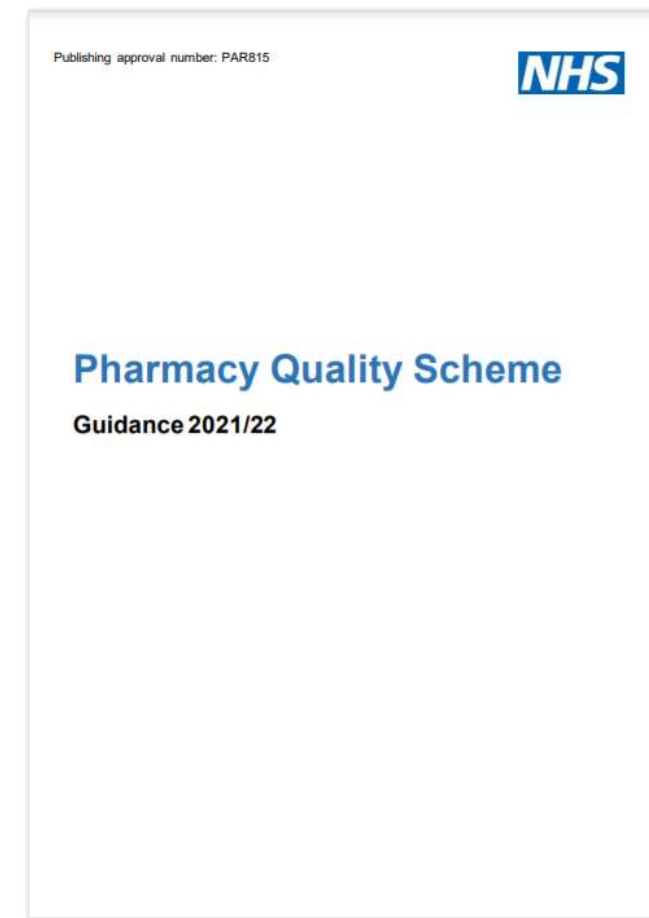 Publishing approval number: PAR815
NHS
Pharmacy Quality Scheme
Guidance 2021/22